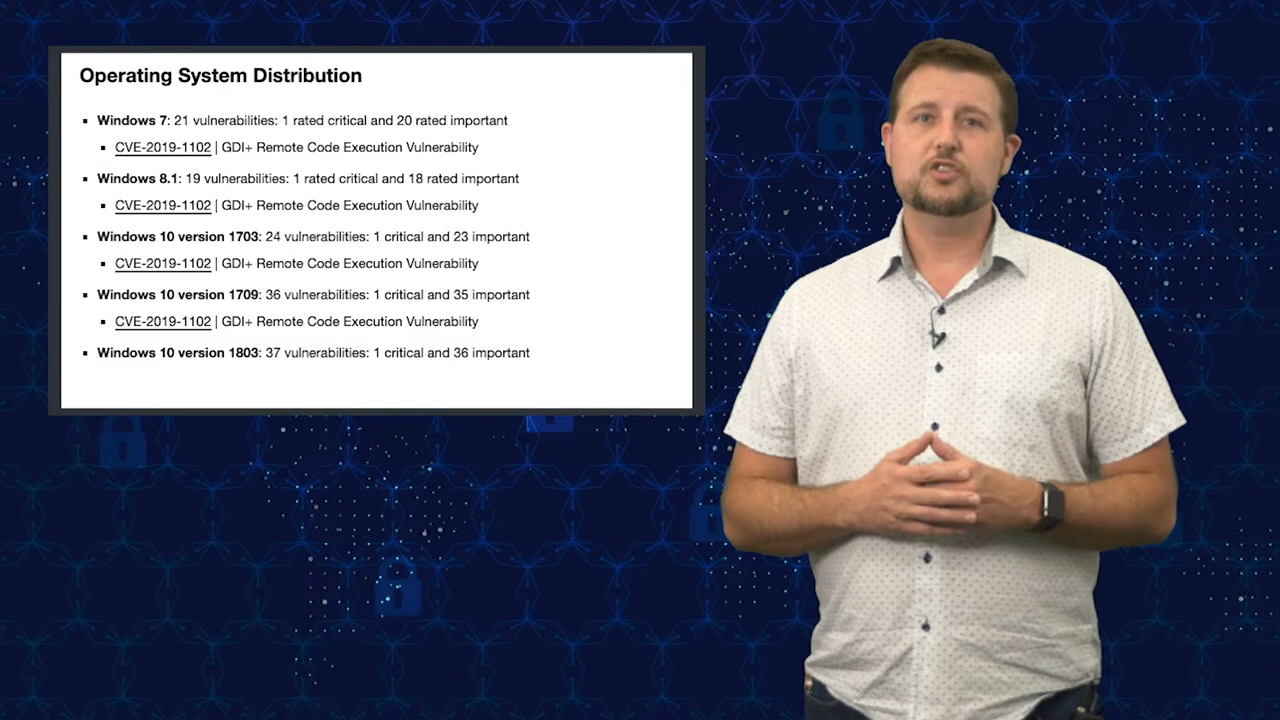 Operating System Distribution
Windows 7: 21 vulnerabilities: 1 rated critical and 20 rated important
CVE-2019-1102 | GDI+ Remote Code Execution Vulnerability
Windows 8.1: 19 vulnerabilities: 1 rated critical and 18 rated important
CVE-2019-1102 | GDI+ Remote Code Execution Vulnerability
Windows 10 version 1703: 24 vulnerabilities: 1 critical and 23 important
CVE-2019-1102 | GDI+ Remote Code Execution Vulnerability
Windows 10 version 1709: 36 vulnerabilities: 1 critical and 35 important
CVE-2019-1102 | GDI+ Remote Code Execution Vulnerability
Windows 10 version 1803: 37 vulnerabilities: 1 critical and 36 important